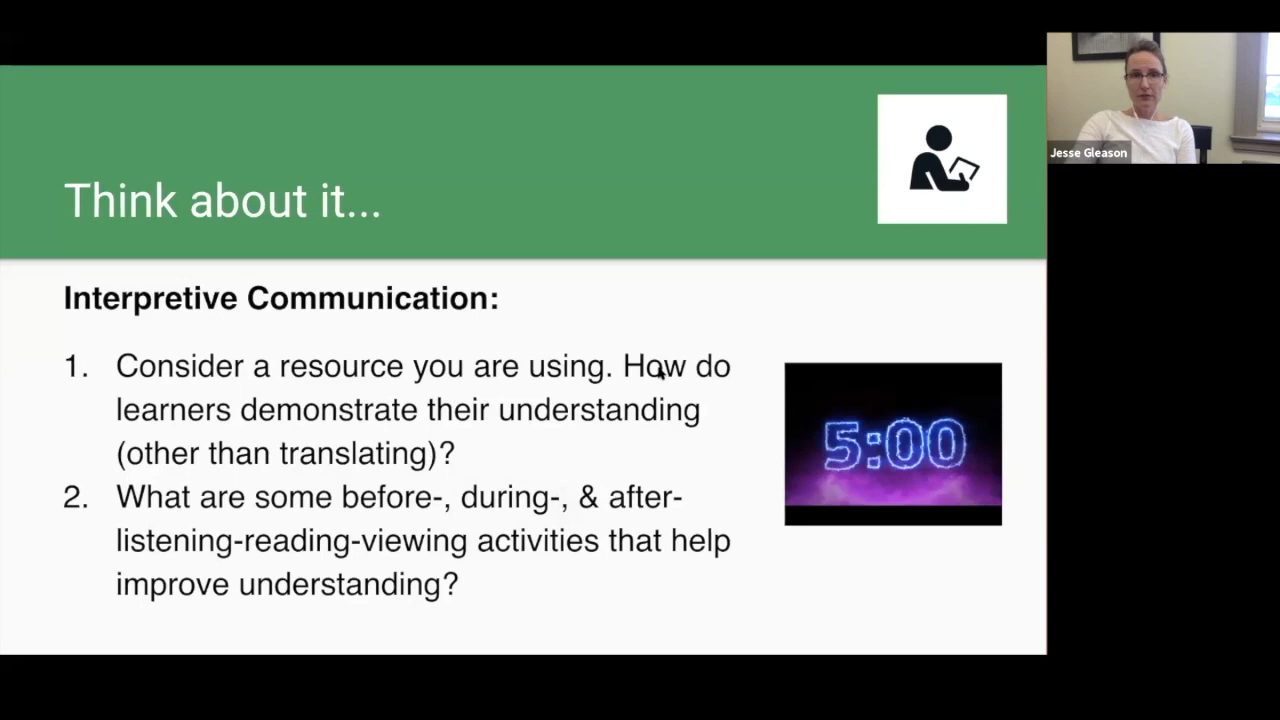 Think about it...
Jesse Gleason
Interpretive Communication:
1. Consider a resource you are using. How do
learners demonstrate their understanding
(other than translating)?
2. What are some before-, during-, & after-
listening-reading-viewing activities that help
improve understanding?
5:00